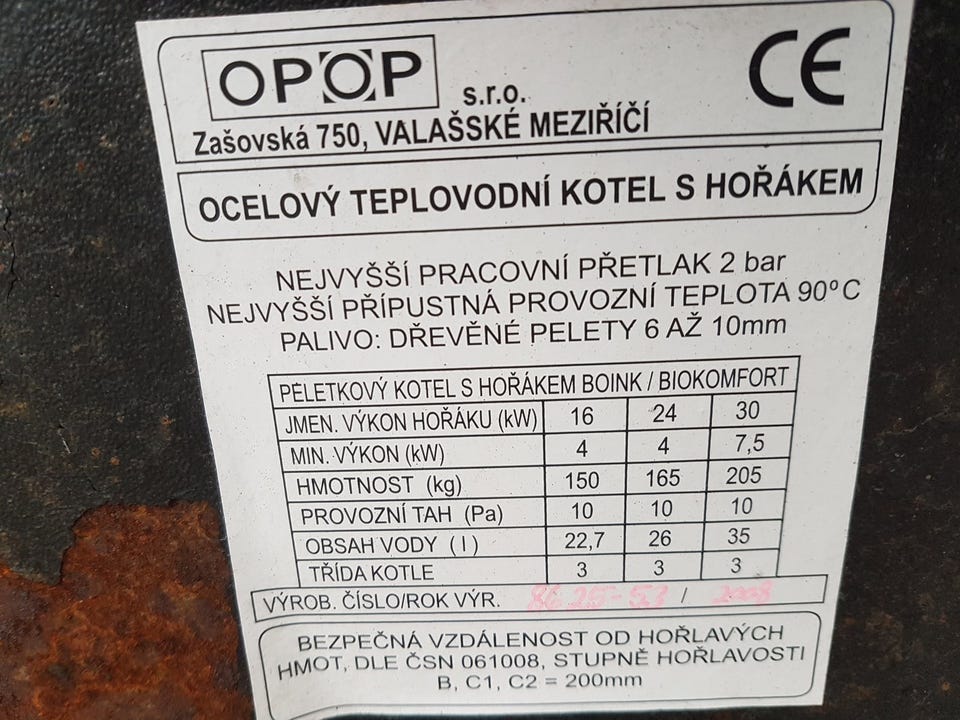 OPOP s.r.o.
CE
Zašovská 750, VALAŠSKÉ MEZIŘÍČÍ
OCELOVÝ TEPLOVODNÍ KOTEL S HOŘÁKEM
NEJVYŠŠÍ PRACOVNÍ PŘETLAK 2 bar
NEJVYŠŠÍ PŘÍPUSTNÁ PROVOZNÍ TEPLOTA 90°C
PALIVO: DŘEVĚNÉ PELETY 6 AŽ 10mm
PELETKOVÝ KOTEL S HOŘÁKEM BOINK / BIOKOMFORT
JMEN. VÝKON HOŘÁKU (kW) 16 24 30
MIN. VÝKON (kW) 4 4 7,5
HMOTNOST (kg) 150 165 205
PROVOZNÍ TAH (Pa) 10 10 10
OBSAH VODY ( l ) 22,7 26 35
TŘÍDA KOTLE 3 3 3
VÝROB. ČÍSLO/ROK VÝR. / 2008
BEZPEČNÁ VZDÁLENOST OD HOŘLAVÝCH
HMOT, DLE ČSN 061008, STUPNĚ HOŘLAVOSTI
B, C1, C2 = 200mm